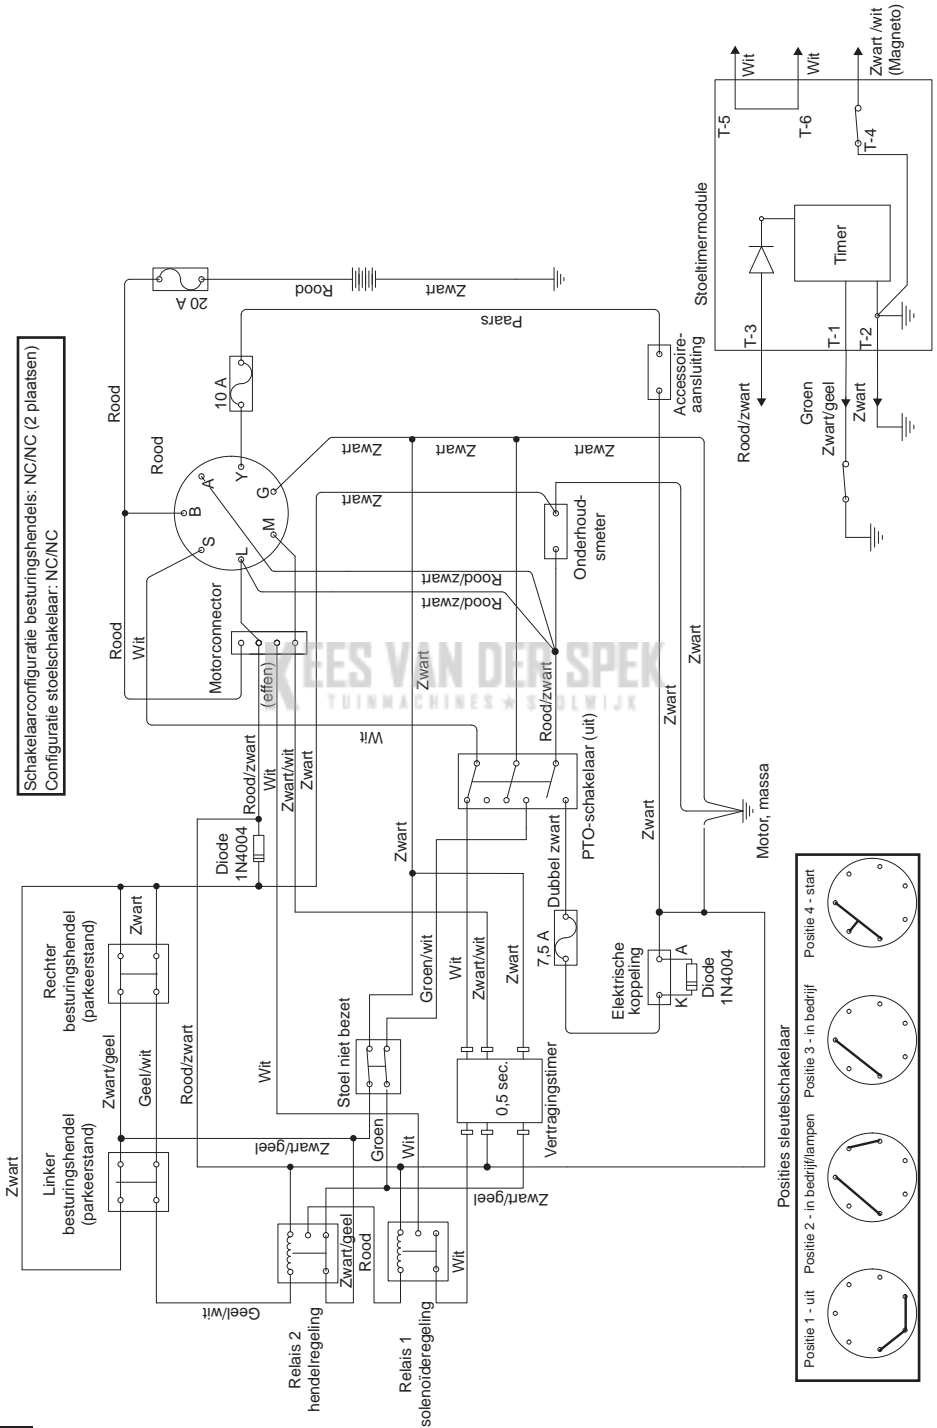 Schakelaarconfiguratie besturingshendels: NC/NC (2 plaatsen)
Configuratie stoelschakelaar: NC/NC
Zwart
Linker
besturingshendel
(parkeerstand)
Zwart/geel
Geel/wit
Rechter
besturingshendel
(parkeerstand)
Zwart
Rood/zwart
Wit
Diode
1N4004
Rood/zwart
Wit
Zwart/wit
Zwart
Motorconnector
(effen)
Rood
Wit
Rood
Rood
S
B
A
L
Y
M
G
10 A
20 A
Rood
Zwart
Paars
Geel/wit
Relais 2
hendelregeling
Zwart/geel
Rood
Relais 1
solenoïderegeling
Wit
Zwart/geel
Groen
Wit
Zwart/geel
Stoel niet bezet
0,5 sec.
Vertragingstimer
Groen/wit
Wit
Zwart/wit
Zwart
Zwart
Zwart
Wit
Rood/zwart
Rood/zwart
Rood/zwart
Zwart
Zwart
Zwart
Zwart
Onderhoud-
smeter
PTO-schakelaar (uit)
Dubbel zwart
7,5 A
Elektrische
koppeling
K
A
Diode
1N4004
Zwart
Zwart
Zwart
Accessoire-
aansluiting
Motor, massa
KEES VAN DER SPEK
TUINMACHINES ★ STOLWIJK
Stoeltimermodule
Timer
T-5
T-6
T-4
T-3
T-1
T-2
Wit
Wit
Zwart /wit
(Magneto)
Rood/zwart
Groen
Zwart/geel
Zwart
Posities sleutelschakelaar
Positie 1 - uit
Positie 2 - in bedrijf/lampen
Positie 3 - in bedrijf
Positie 4 - start